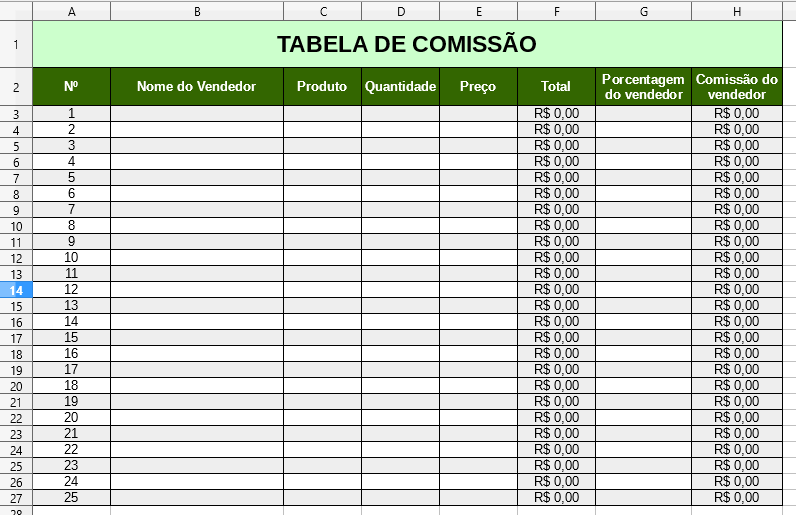 A B C D E F G H
1 TABELA DE COMISSÃO
2 Nº Nome do Vendedor Produto Quantidade Preço Total Porcentagem do vendedor Comissão do vendedor
3 1 R$ 0,00 R$ 0,00
4 2 R$ 0,00 R$ 0,00
5 3 R$ 0,00 R$ 0,00
6 4 R$ 0,00 R$ 0,00
7 5 R$ 0,00 R$ 0,00
8 6 R$ 0,00 R$ 0,00
9 7 R$ 0,00 R$ 0,00
10 8 R$ 0,00 R$ 0,00
11 9 R$ 0,00 R$ 0,00
12 10 R$ 0,00 R$ 0,00
13 11 R$ 0,00 R$ 0,00
14 12 R$ 0,00 R$ 0,00
15 13 R$ 0,00 R$ 0,00
16 14 R$ 0,00 R$ 0,00
17 15 R$ 0,00 R$ 0,00
18 16 R$ 0,00 R$ 0,00
19 17 R$ 0,00 R$ 0,00
20 18 R$ 0,00 R$ 0,00
21 19 R$ 0,00 R$ 0,00
22 20 R$ 0,00 R$ 0,00
23 21 R$ 0,00 R$ 0,00
24 22 R$ 0,00 R$ 0,00
25 23 R$ 0,00 R$ 0,00
26 24 R$ 0,00 R$ 0,00
27 25 R$ 0,00 R$ 0,00
28